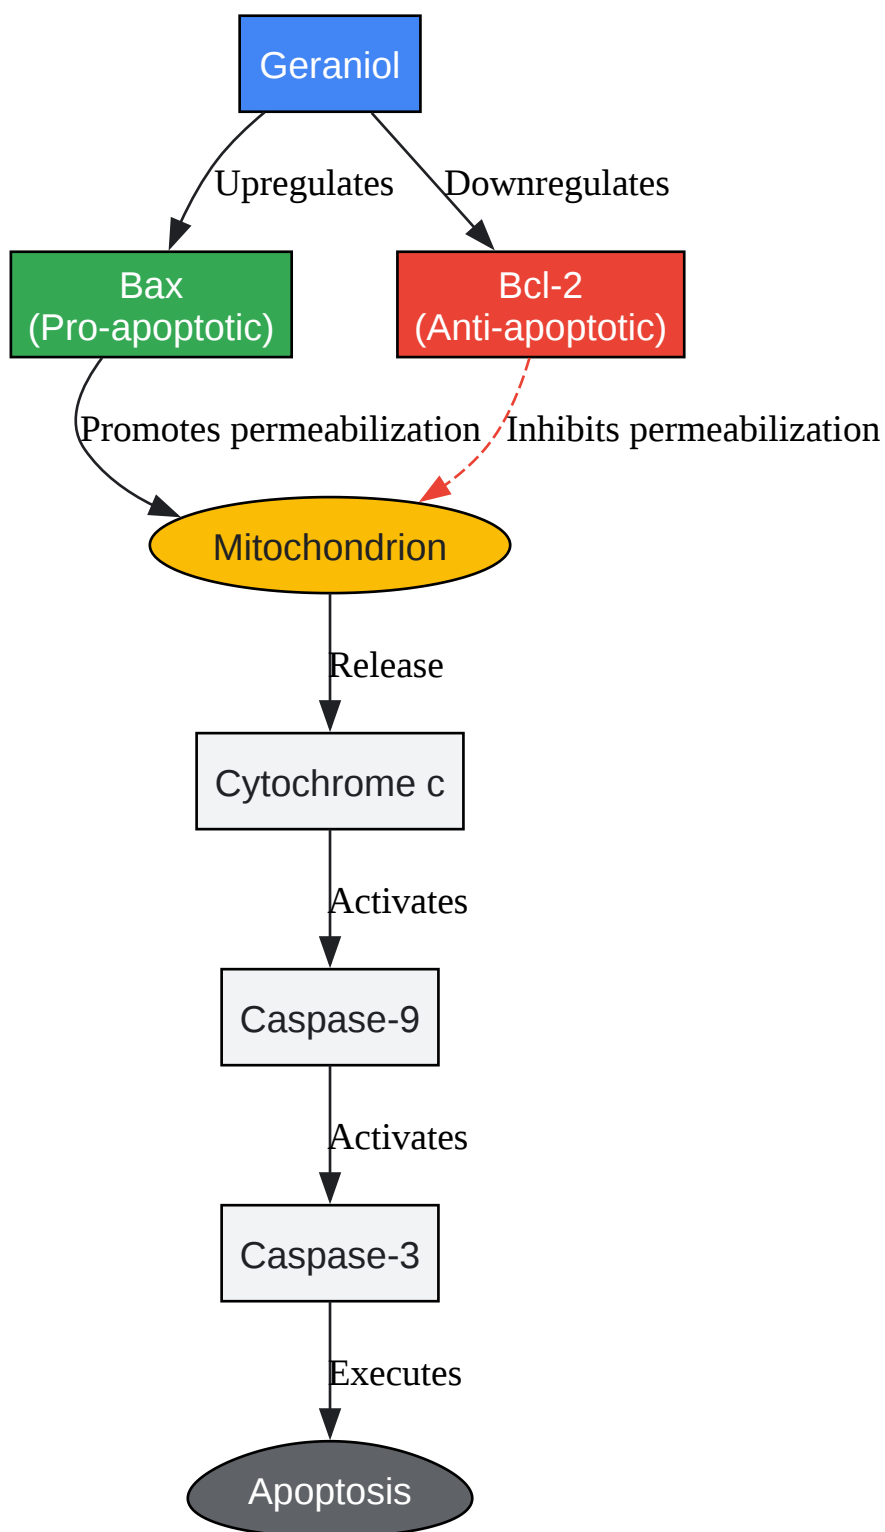 Geraniol
Upregulates
Downregulates
Bax
(Pro-apoptotic)
Bcl-2
(Anti-apoptotic)
Promotes permeabilization
Inhibits permeabilization
Mitochondrion
Release
Cytochrome c
Activates
Caspase-9
Activates
Caspase-3
Executes
Apoptosis